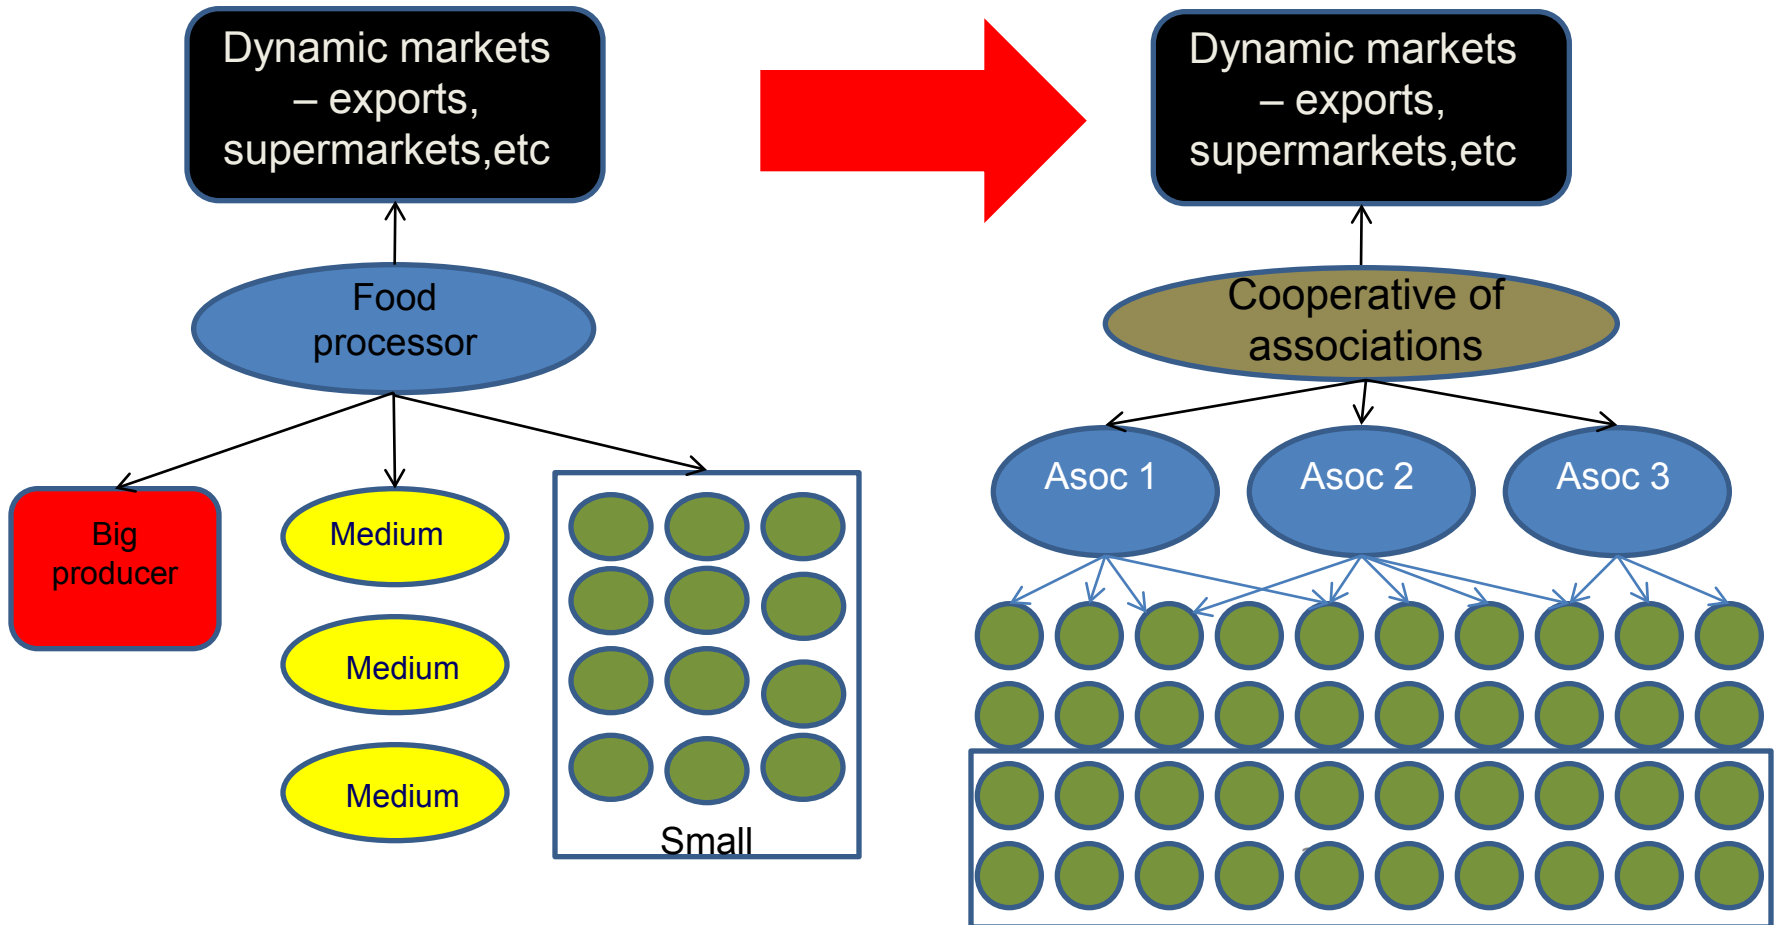 Dynamic markets
– exports,
supermarkets,etc
Food
processor
Big
producer
Medium
Medium
Medium
Small
Dynamic markets
– exports,
supermarkets,etc
Cooperative of
associations
Asoc 1
Asoc 2
Asoc 3